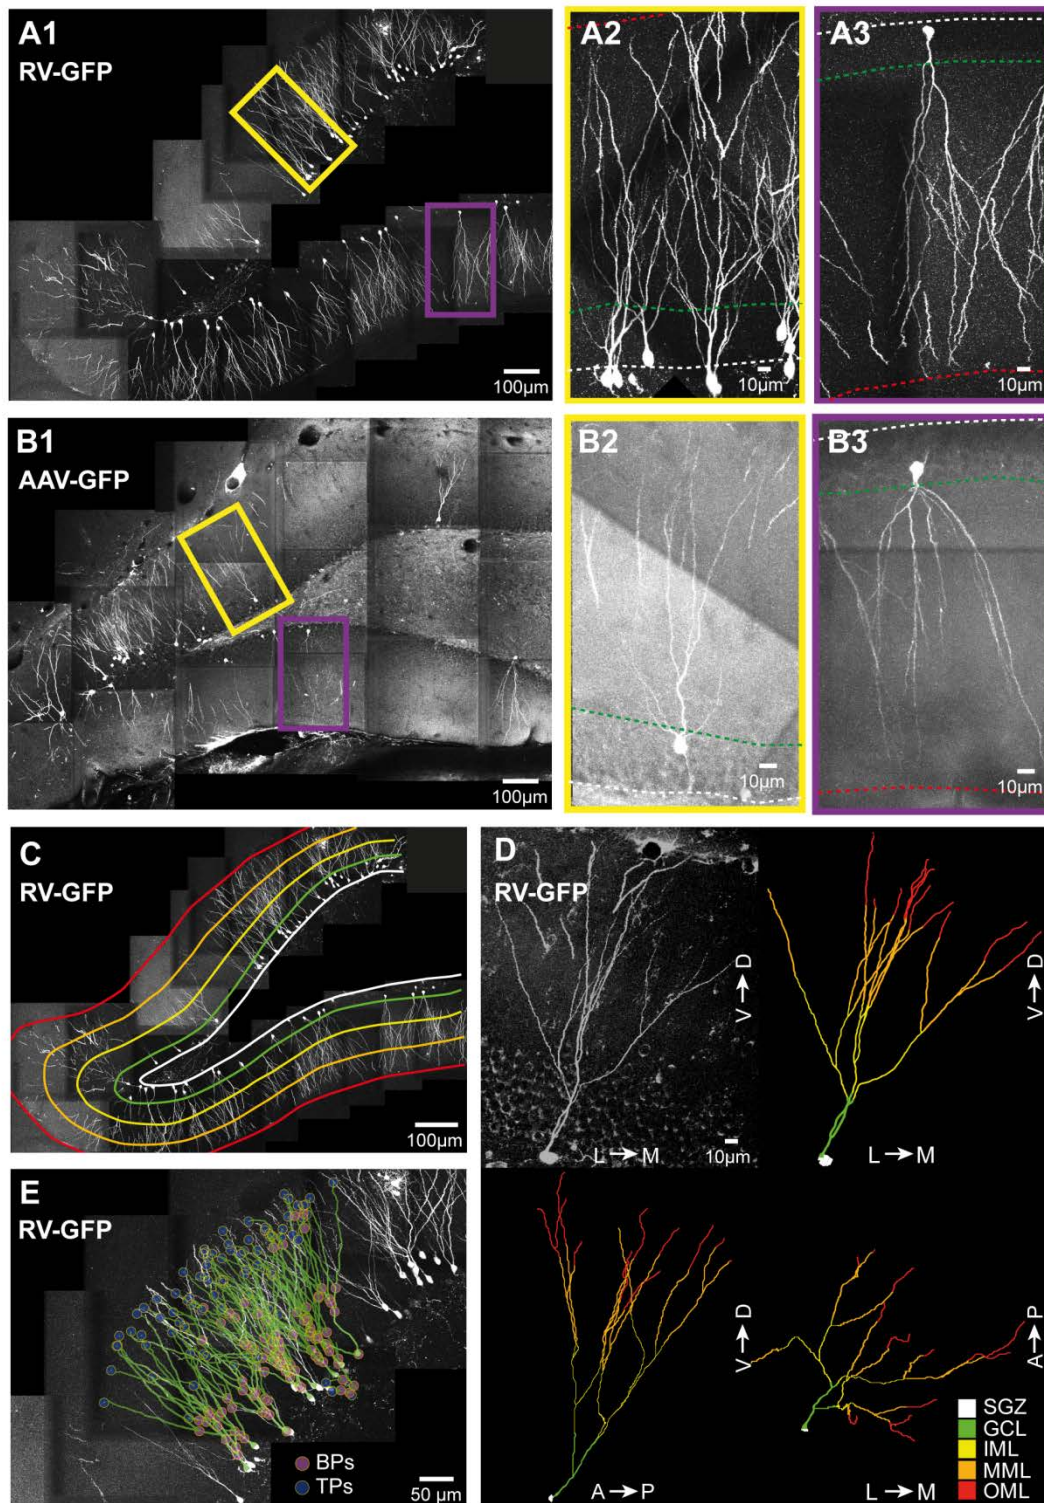 A1
RV-GFP
100µm
A2
10µm
A3
10µm
B1
AAV-GFP
100µm
B2
10µm
B3
10µm
C
RV-GFP
100µm
D
RV-GFP
V→D
L→M
10µm
V→D
L→M
E
RV-GFP
BPs
TPs
50 µm
V→D
A→P
A→P
L→M
SGZ
GCL
IML
MML
OML